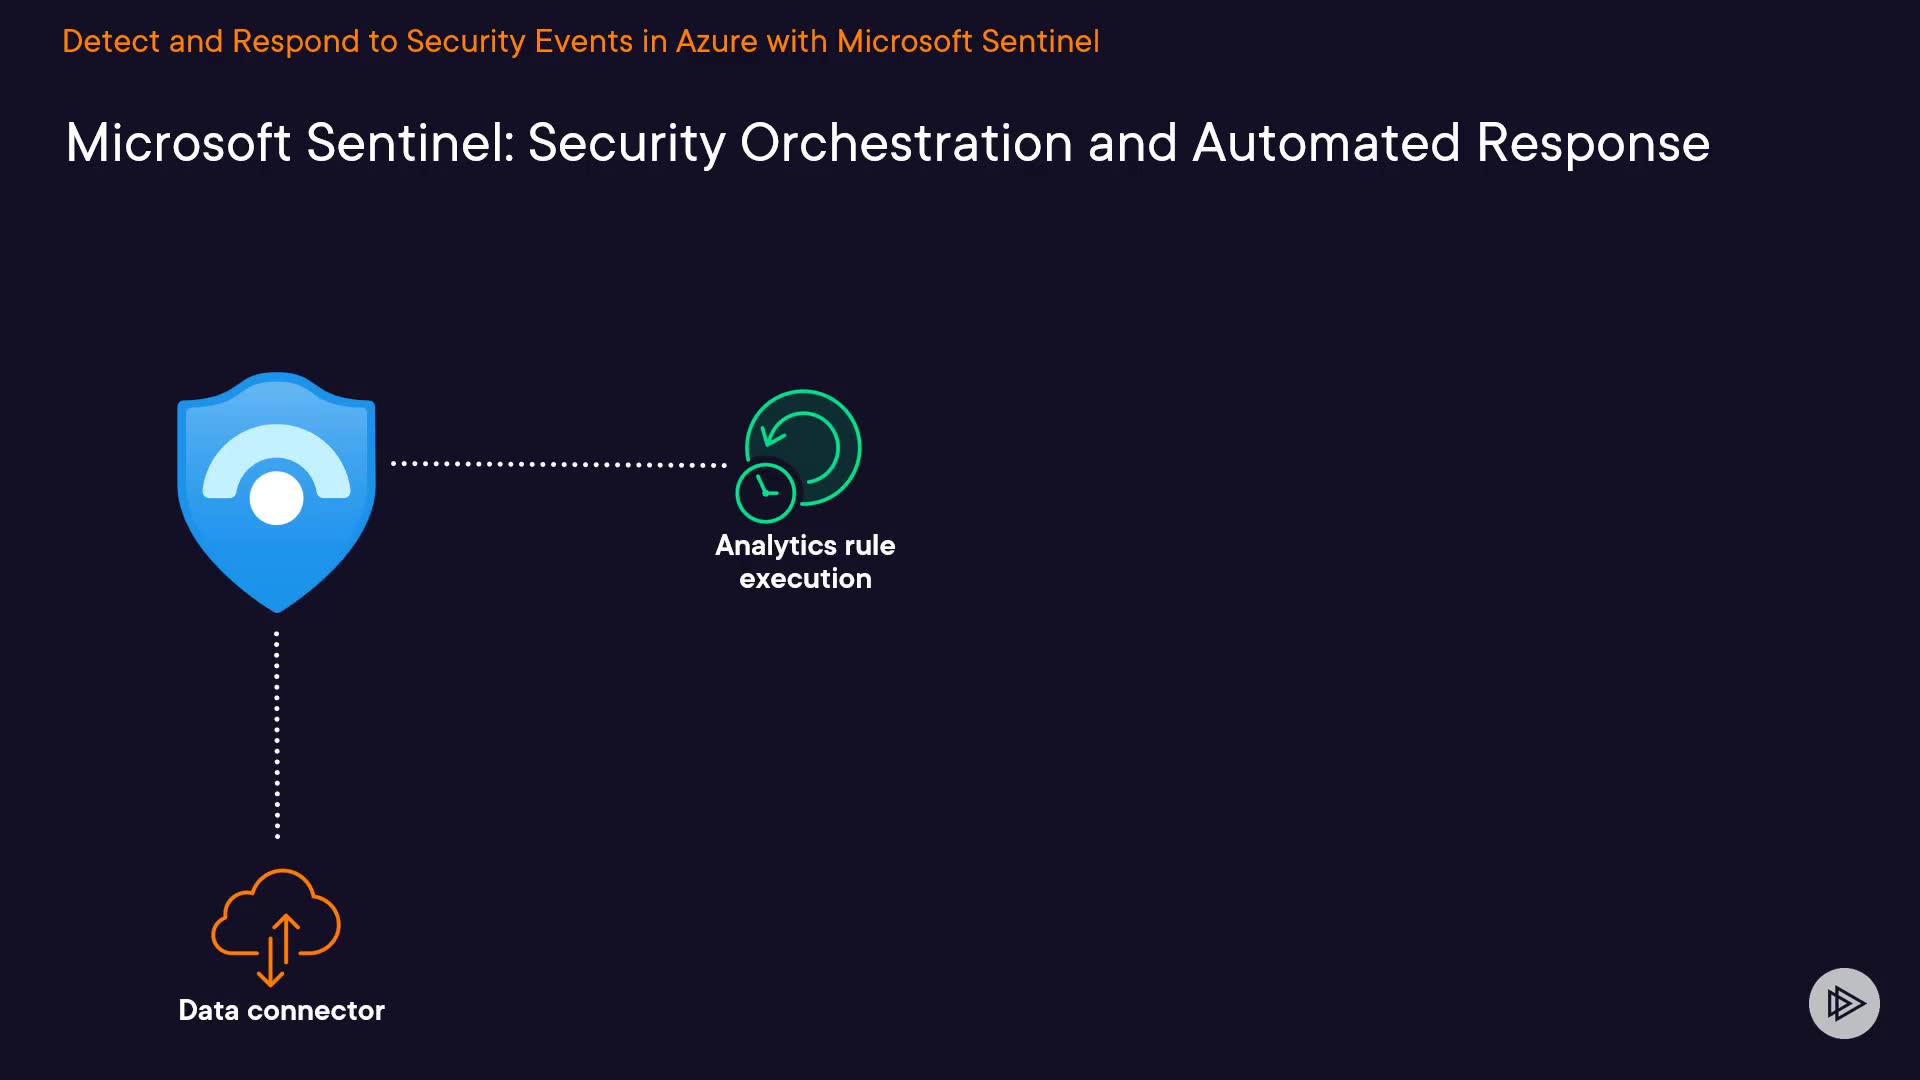 Detect and Respond to Security Events in Azure with Microsoft Sentinel
Microsoft Sentinel: Security Orchestration and Automated Response
Analytics rule
execution
Data connector